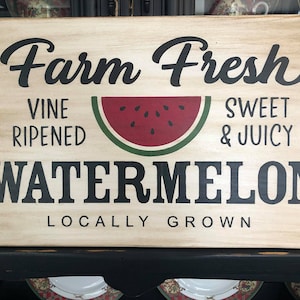 Farm Fresh
VINE RIPENED
SWEET & JUICY
WATERMELON
LOCALLY GROWN